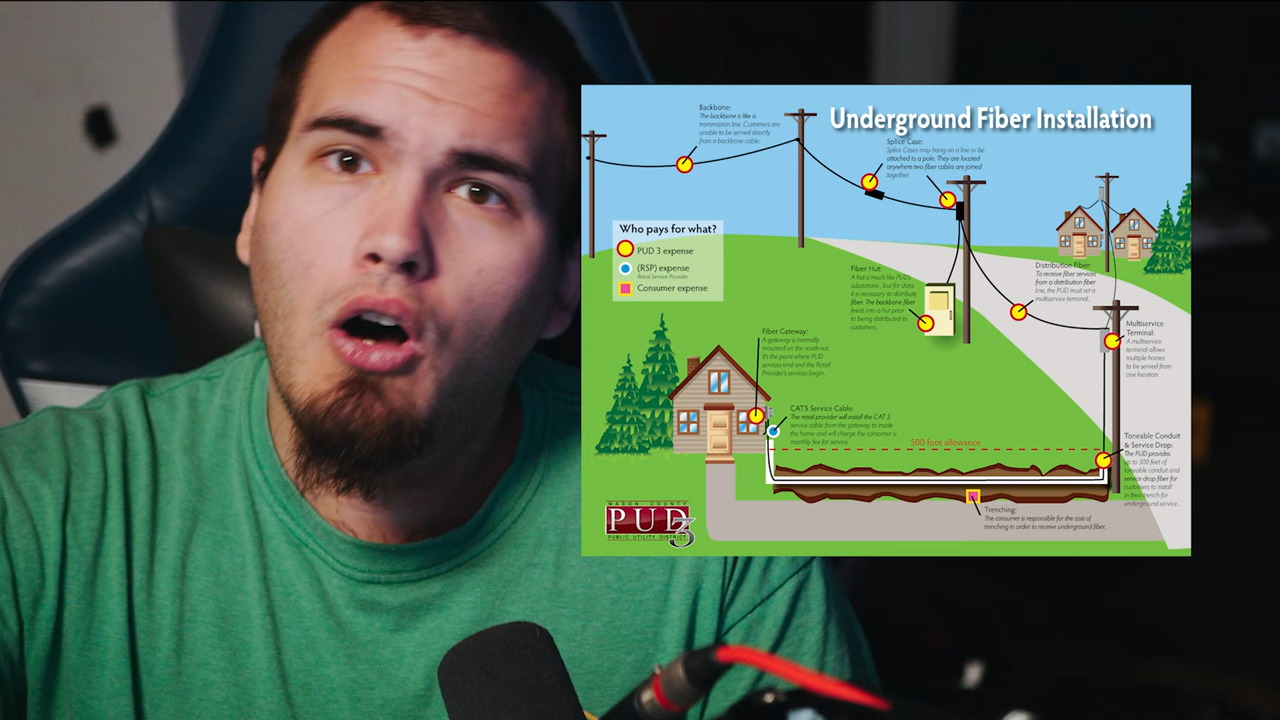 Underground Fiber Installation
Backbone:
The backbone is like a
transmission line. Customers are
unable to be served directly
from a backbone cable.
Splice Case:
Splice Cases may hang on a line or be
attached to a pole. They are located
anywhere two fiber cables are joined
together.
Who pays for what?
PUD 3 expense
(RSP) expense
Retail Service Provider
Consumer expense
Fiber Hut:
A hut is much like PUD's
substations, but for data.
It is necessary to distribute
fiber. The backbone fiber
feeds into a hut prior
to being distributed to
customers.
Distribution Fiber:
To receive fiber services
from a distribution fiber
line, the PUD must set a
multiservice terminal.
Multiservice
Terminal:
A multiservice
terminal allows
multiple homes
to be served from
one location.
Fiber Gateway:
A gateway is normally
mounted on the residence.
It's the point where PUD
services end and the Retail
Provider's services begin.
CAT5 Service Cable:
The retail provider will install the CAT 5
service cable from the gateway to inside
the home and will charge the consumer a
monthly fee for service.
500 foot allowance
Toneable Conduit
& Service Drop:
The PUD provides
up to 500 feet of
toneable conduit and
service drop fiber for
customers to install
in their trench for
underground service.
Trenching:
The consumer is responsible for the cost of
trenching in order to receive underground fiber.
MASON COUNTY
PUD 3
PUBLIC UTILITY DISTRICT